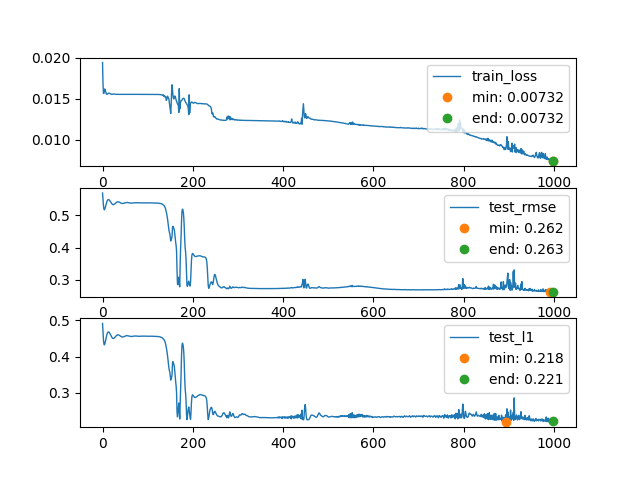 0.020
0.015
0.010
train_loss
min: 0.00732
end: 0.00732
0 200 400 600 800 1000
0.5
0.4
0.3
test_rmse
min: 0.262
end: 0.263
0 200 400 600 800 1000
0.5
0.4
0.3
test_l1
min: 0.218
end: 0.221
0 200 400 600 800 1000